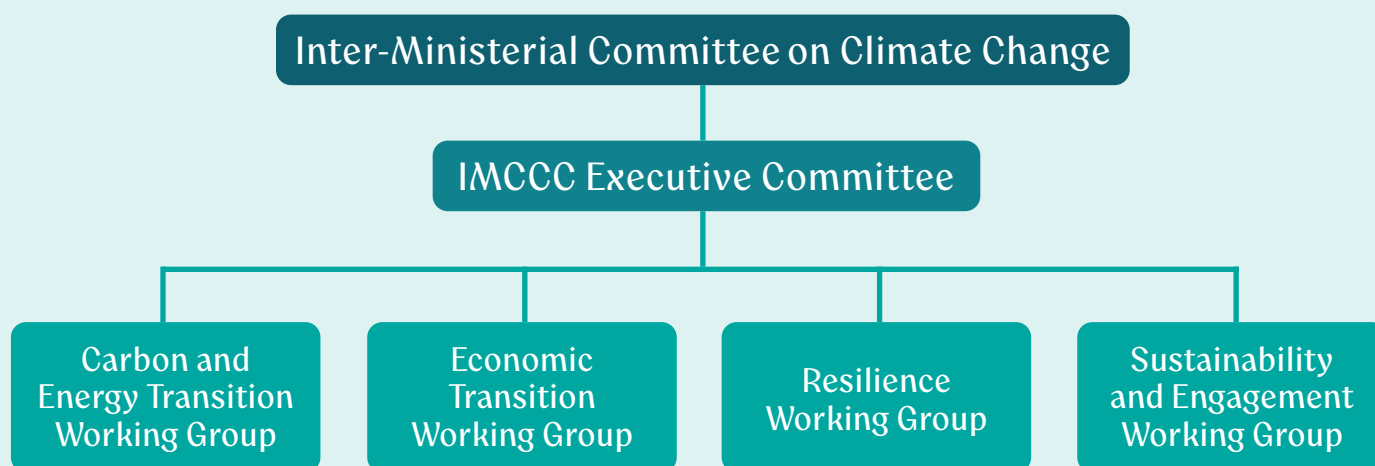 Inter-Ministerial Committee on Climate Change
IMCCC Executive Committee
Carbon and
Energy Transition
Working Group
Economic
Transition
Working Group
Resilience
Working Group
Sustainability
and Engagement
Working Group